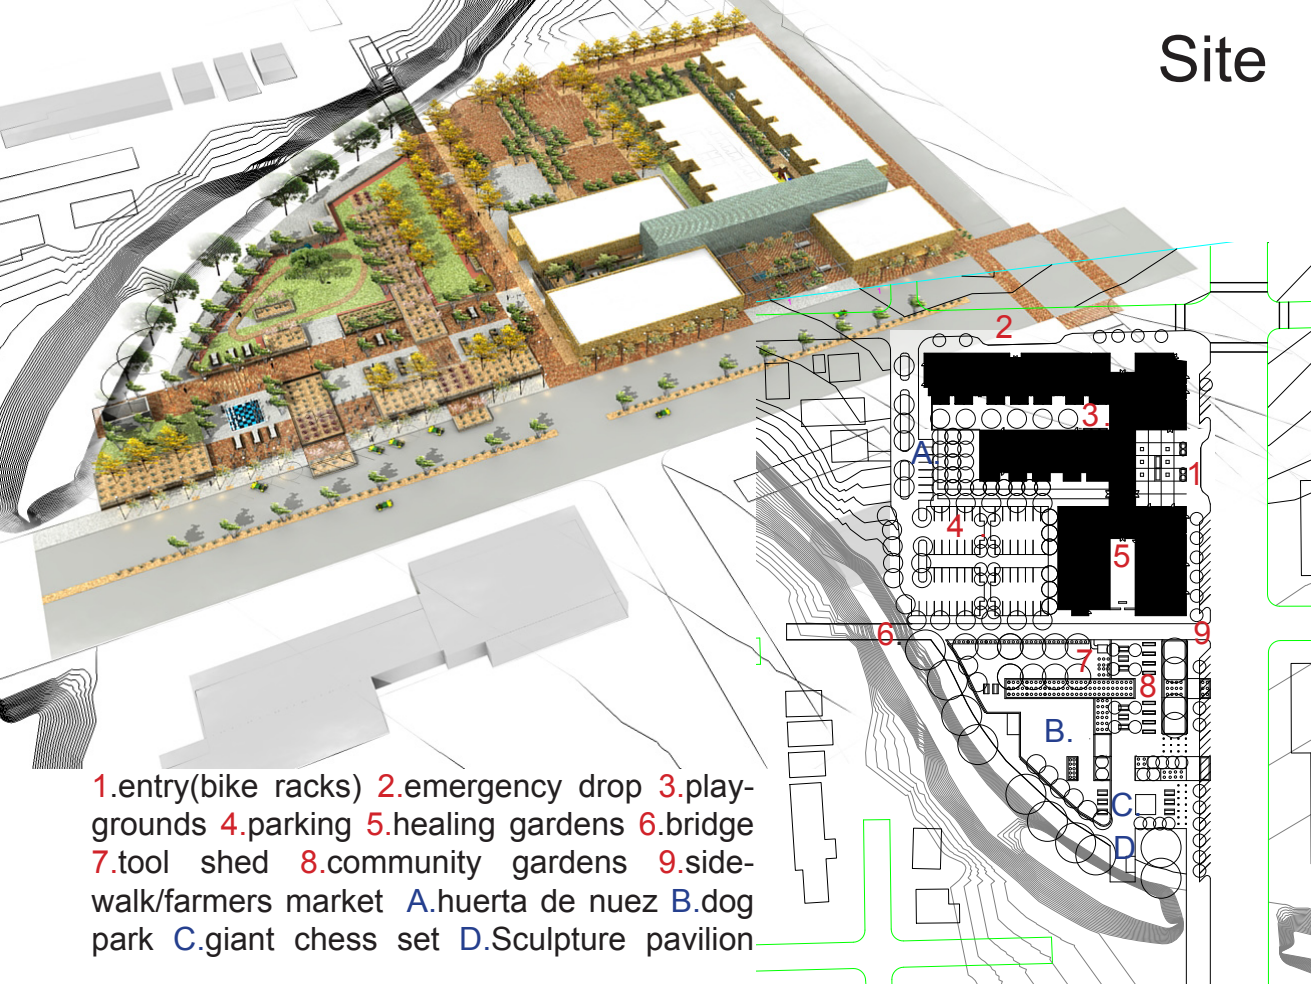 Site
2
3.
A.
1
4
5
6.
9
7
8
B.
C.
D
1.entry(bike racks) 2.emergency drop 3.play-
grounds 4.parking 5.healing gardens 6.bridge
7.tool shed 8.community gardens 9.side-
walk/farmers market A.huerta de nuez B.dog
park C.giant chess set D.Sculpture pavilion